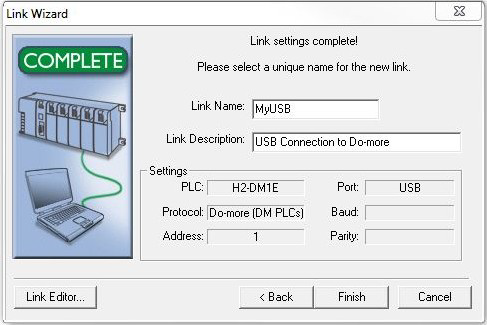 Link Wizard
COMPLETE
Link settings complete!
Please select a unique name for the new link.
Link Name: MyUSB
Link Description: USB Connection to Do-more
Settings
PLC: H2-DM1E Port: USB
Protocol: Do-more (DM PLCs) Baud:
Address: 1 Parity:
Link Editor... < Back Finish Cancel